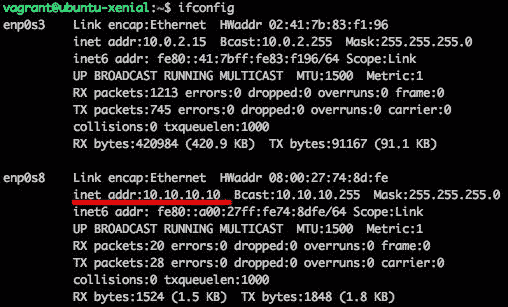 vagrant@ubuntu-xenial:~$ ifconfig
enp0s3 Link encap:Ethernet HWaddr 02:41:7b:83:f1:96
inet addr:10.0.2.15 Bcast:10.0.2.255 Mask:255.255.255.0
inet6 addr: fe80::41:7bff:fe83:f196/64 Scope:Link
UP BROADCAST RUNNING MULTICAST MTU:1500 Metric:1
RX packets:1213 errors:0 dropped:0 overruns:0 frame:0
TX packets:745 errors:0 dropped:0 overruns:0 carrier:0
collisions:0 txqueuelen:1000
RX bytes:420984 (420.9 KB) TX bytes:91167 (91.1 KB)
enp0s8 Link encap:Ethernet HWaddr 08:00:27:74:8d:fe
inet addr:10.10.10.10 Bcast:10.10.10.255 Mask:255.255.255.0
inet6 addr: fe80::a00:27ff:fe74:8dfe/64 Scope:Link
UP BROADCAST RUNNING MULTICAST MTU:1500 Metric:1
RX packets:20 errors:0 dropped:0 overruns:0 frame:0
TX packets:28 errors:0 dropped:0 overruns:0 carrier:0
collisions:0 txqueuelen:1000
RX bytes:1524 (1.5 KB) TX bytes:1848 (1.8 KB)